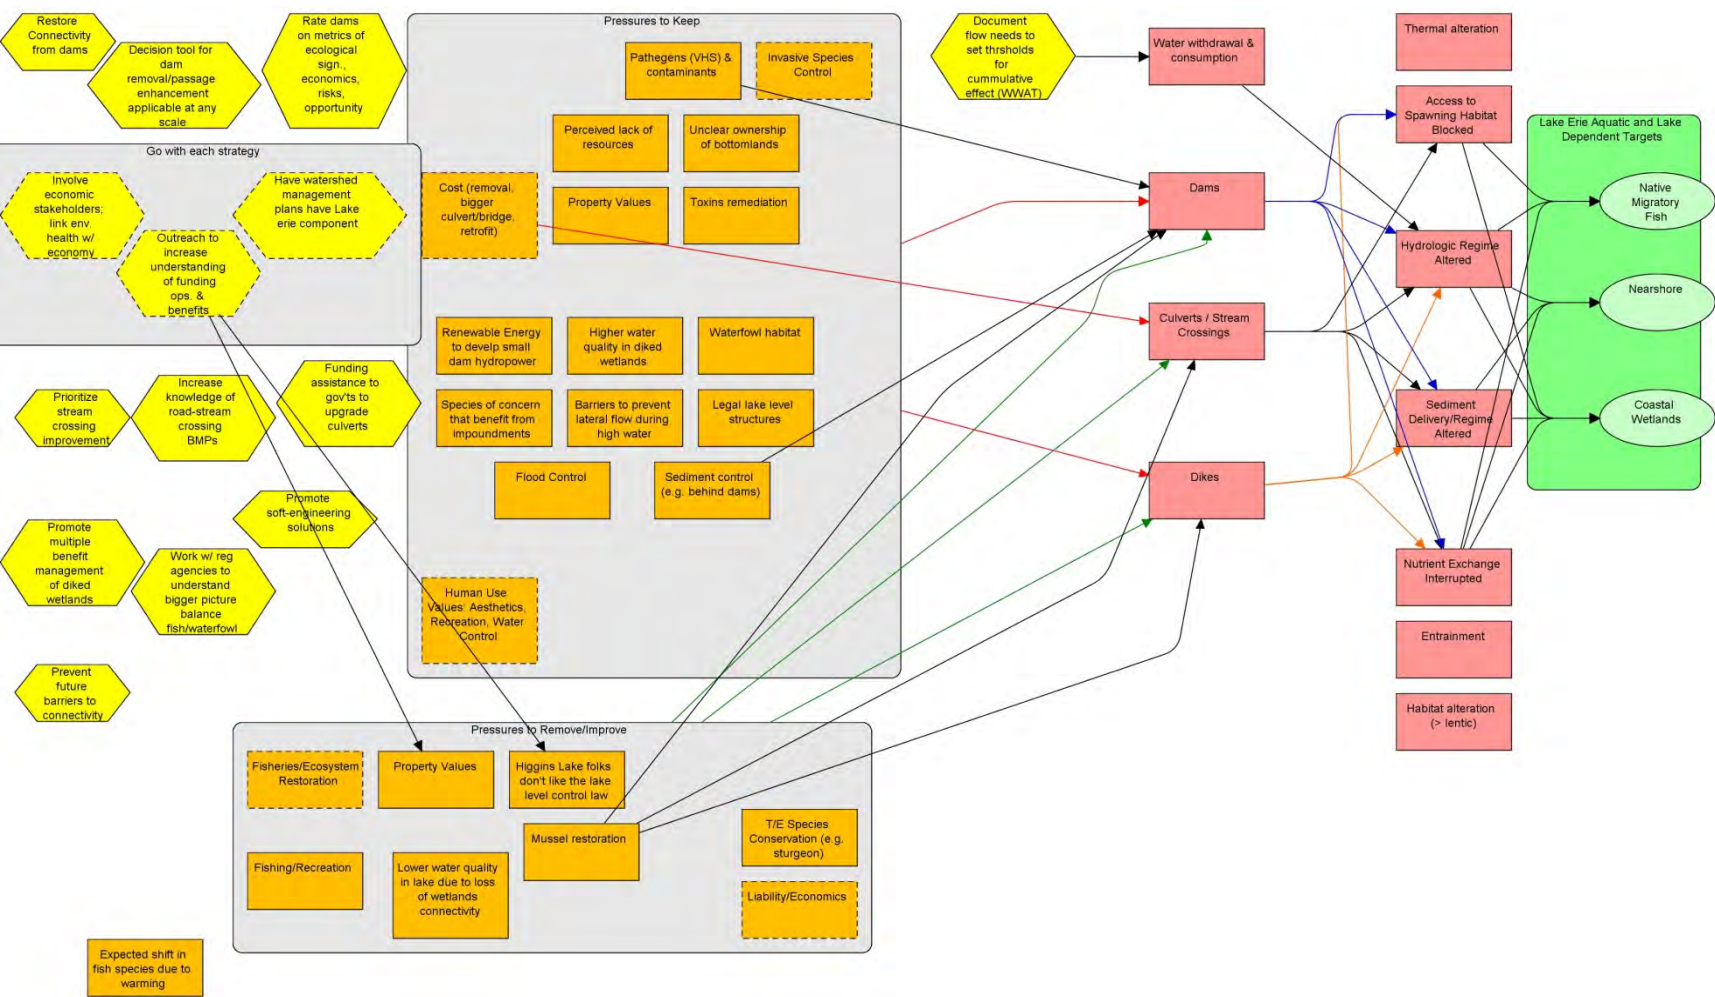 Restore
Connectivity
from dams
Decision tool for
dam
removal/passage
enhancement
applicable at any
scale
Rate dams
on metrics of
ecological
sign., economics,
risks,
opportunity
Go with each strategy
Involve
economic
stakeholders;
link env.
health w/
economy
Outreach to
increase
understanding
of funding
ops. &
benefits
Have watershed
management
plans have Lake
erie component
Prioritize
stream
crossing
improvement
Increase
knowledge of
road-stream
crossing
BMPs
Funding
assistance to
gov'ts to
upgrade
culverts
Promote
soft-engineering
solutions
Promote
multiple
benefit
management
of diked
wetlands
Work w/ reg
agencies to
understand
bigger picture
balance
fish/waterfowl
Prevent
future
barriers to
connectivity
Pressures to Keep
Pathegens (VHS) &
contaminants
Invasive Species
Control
Perceived lack of
resources
Unclear ownership
of bottomlands
Cost (removal,
bigger
culvert/bridge,
retrofit)
Property Values
Toxins remediation
Renewable Energy
to develp small
dam hydropower
Higher water
quality in diked
wetlands
Waterfowl habitat
Species of concern
that benefit from
impoundments
Barriers to prevent
lateral flow during
high water
Legal lake level
structures
Flood Control
Sediment control
(e.g. behind dams)
Human Use
Values: Aesthetics,
Recreation, Water
Control
Pressures to Remove/Improve
Fisheries/Ecosystem
Restoration
Property Values
Higgins Lake folks
don't like the lake
level control law
Mussel restoration
T/E Species
Conservation (e.g.
sturgeon)
Fishing/Recreation
Lower water quality
in lake due to loss
of wetlands
connectivity
Liability/Economics
Expected shift in
fish species due to
warming
Document
flow needs to
set thrsholds
for
cummulative
effect (WWAT)
Water withdrawal &
consumption
Dams
Culverts / Stream
Crossings
Dikes
Thermal alteration
Access to
Spawning Habitat
Blocked
Hydrologic Regime
Altered
Sediment
Delivery/Regime
Altered
Nutrient Exchange
Interrupted
Entrainment
Habitat alteration
(> lentic)
Lake Erie Aquatic and Lake
Dependent Targets
Native
Migratory
Fish
Nearshore
Coastal
Wetlands